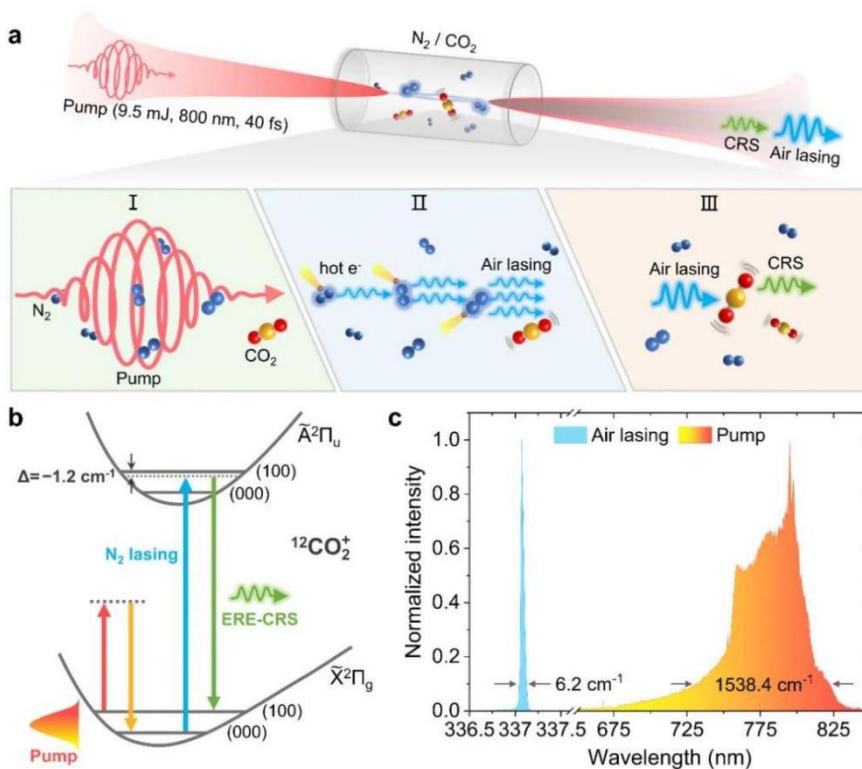 a
N₂ / CO₂
Pump (9.5 mJ, 800 nm, 40 fs)
CRS
Air lasing
I
N₂
CO₂
Pump
II
hot e⁻
Air lasing
III
Air lasing
CRS
b
òA²Πu
(100)
Δ=−1.2 cm⁻¹
(000)
¹²CO₂⁺
N₂ lasing
ERE-CRS
X̃²Πg
(100)
(000)
Pump
c
Air lasing Pump
Normalized intensity
1.0
0.8
0.6
0.4
0.2
0.0
6.2 cm⁻¹
1538.4 cm⁻¹
336.5 337 337.5 675 725 775 825
Wavelength (nm)